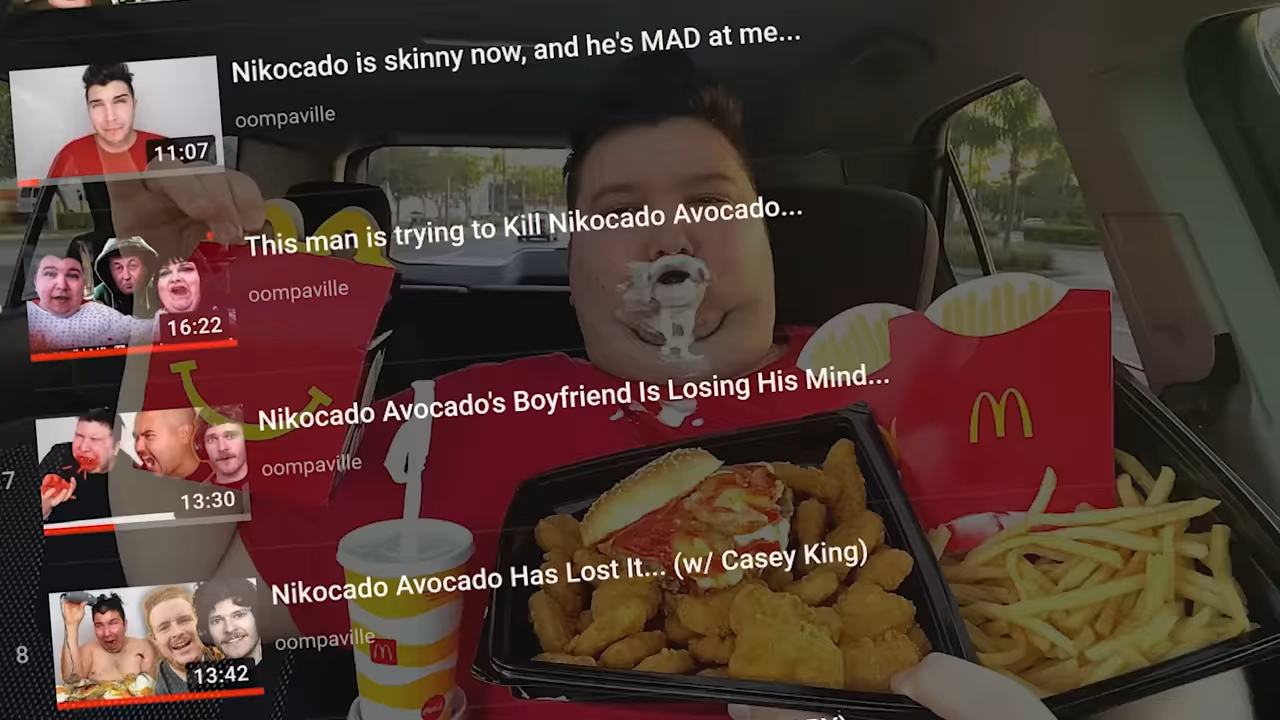 Nikocado is skinny now, and he's MAD at me...
oompaville
11:07
This man is trying to Kill Nikocado Avocado...
oompaville
16:22
Nikocado Avocado's Boyfriend Is Losing His Mind...
oompaville
7
13:30
Nikocado Avocado Has Lost It... (w/ Casey King)
oompaville
8
13:42